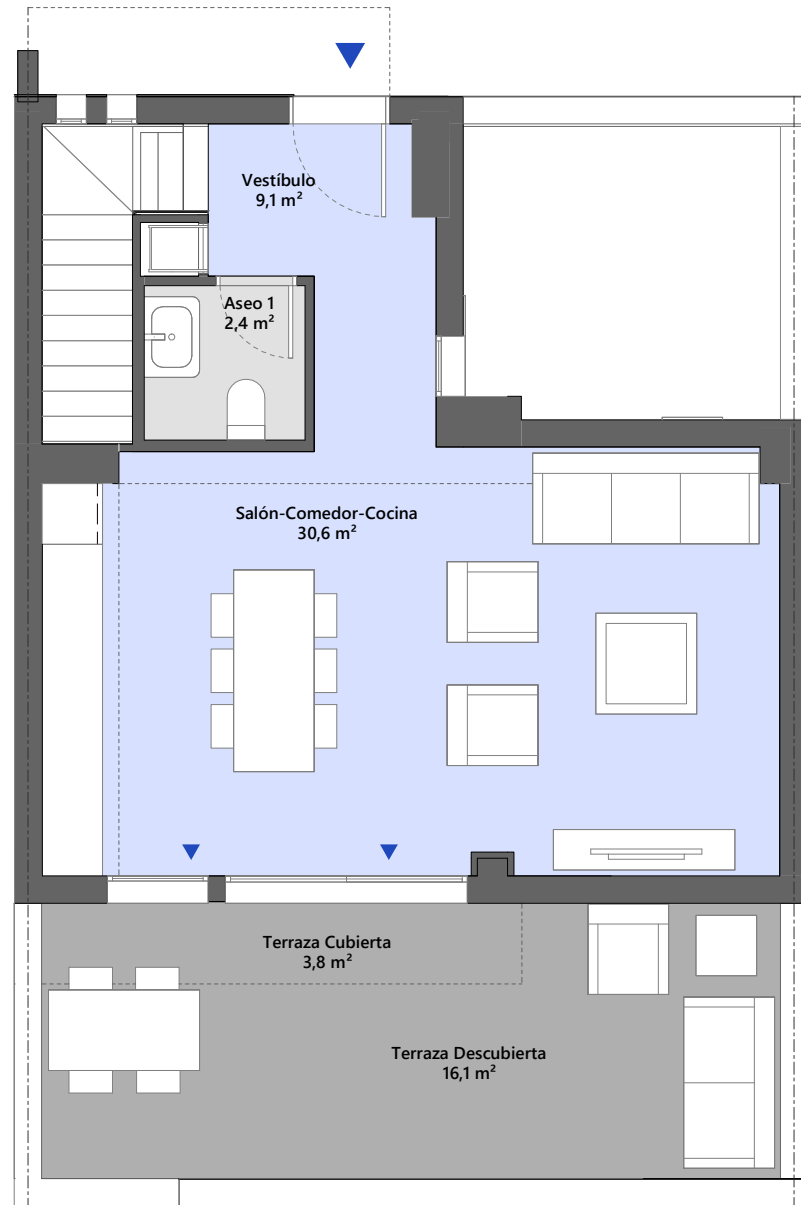 Vestíbulo
9,1 m²
Aseo 1
2,4 m²
Salón-Comedor-Cocina
30,6 m²
Terraza Cubierta
3,8 m²
Terraza Descubierta
16,1 m²